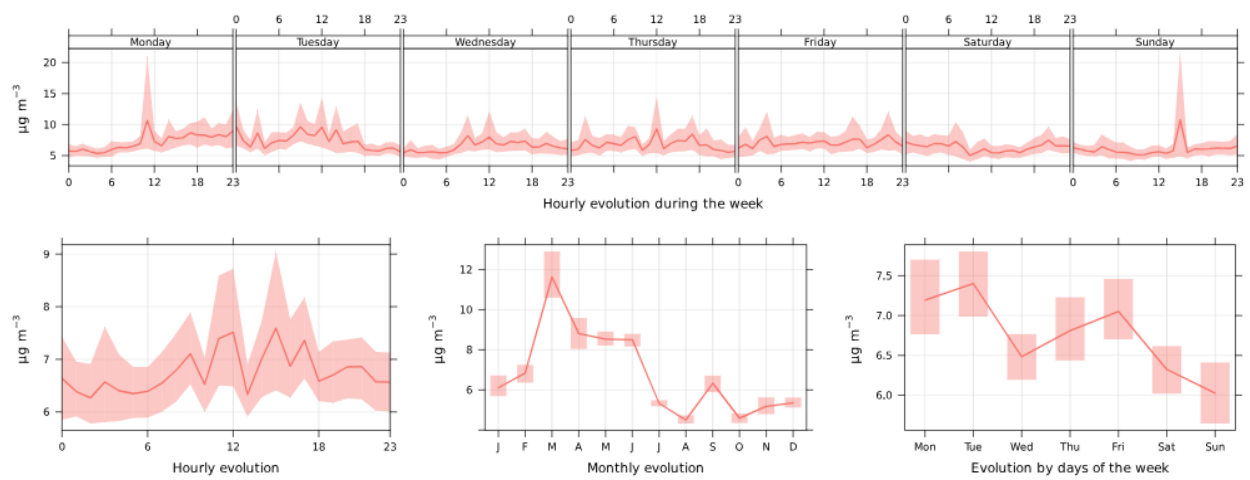 0 6 12 18 23 0 6 12 18 23 0 6 12 18 23
Monday Tuesday Wednesday Thursday Friday Saturday Sunday
20
15
10
5
µg m⁻³
0 6 12 18 23 0 6 12 18 23 0 6 12 18 23 0 6 12 18 23
Hourly evolution during the week
9
8
7
6
µg m⁻³
0 6 12 18 23
Hourly evolution
12
10
8
6
µg m⁻³
J F M A M J J A S O N D
Monthly evolution
7.5
7.0
6.5
6.0
µg m⁻³
Mon Tue Wed Thu Fri Sat Sun
Evolution by days of the week